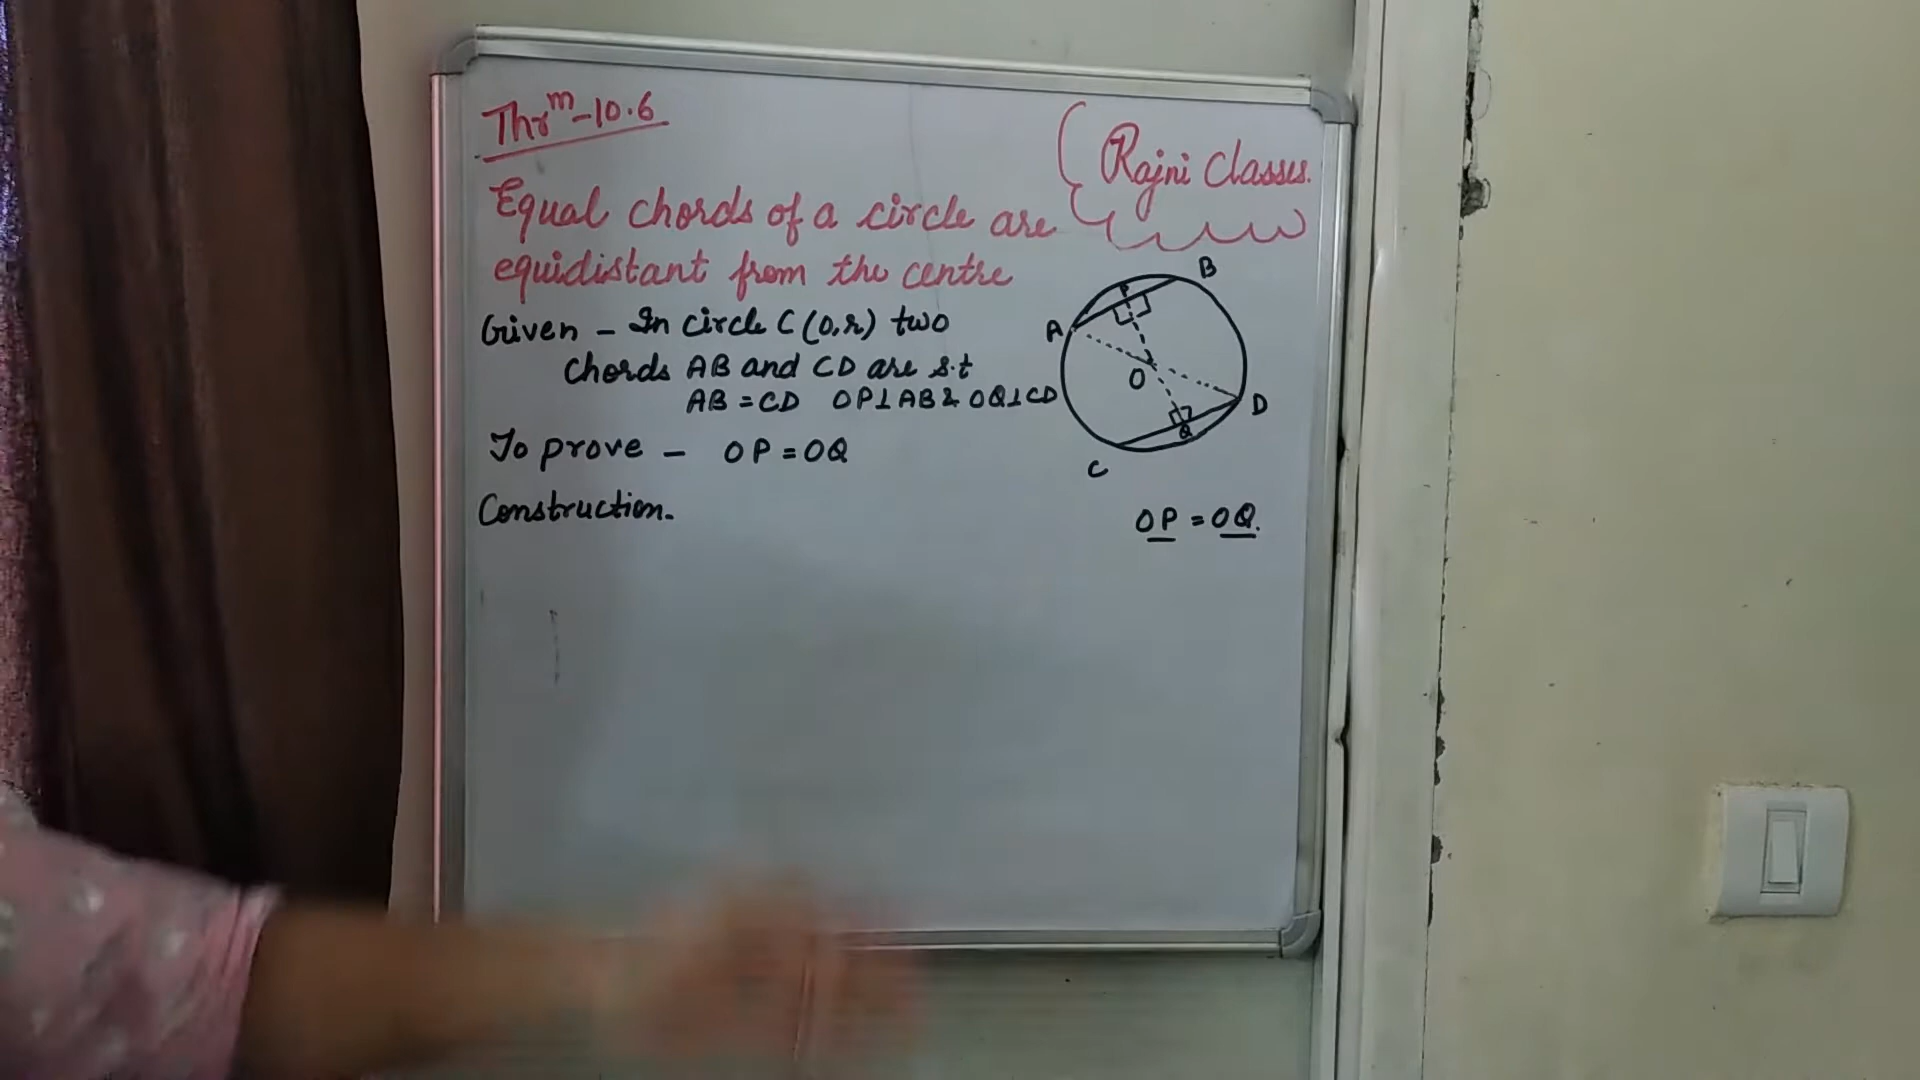 Thrm-10.6
Rajni Classes.
Equal chords of a circle are
equidistant from the centre
Given - In circle C (O,r) two
chords AB and CD are s.t
AB = CD OP⊥AB & OQ⊥CD
To prove - OP = OQ
Construction.
B
P
A
O
D
Q
C
OP = OQ.